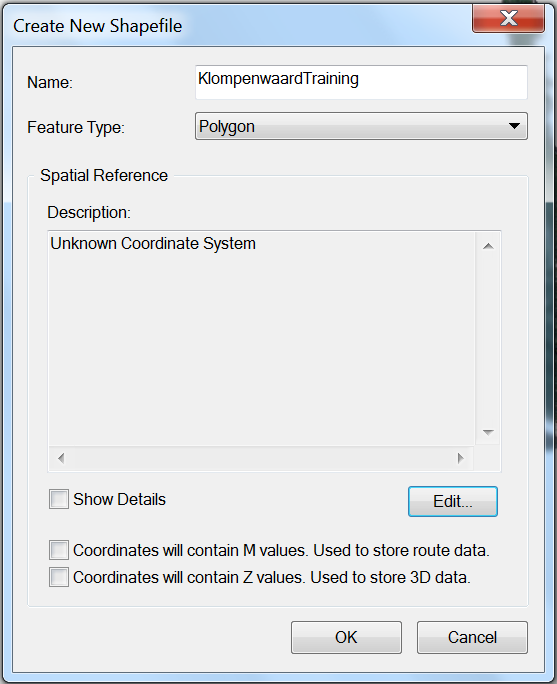 Create New Shapefile
Name: KlompenwaardTraining
Feature Type: Polygon
Spatial Reference
Description:
Unknown Coordinate System
Show Details
Edit...
Coordinates will contain M values. Used to store route data.
Coordinates will contain Z values. Used to store 3D data.
OK Cancel